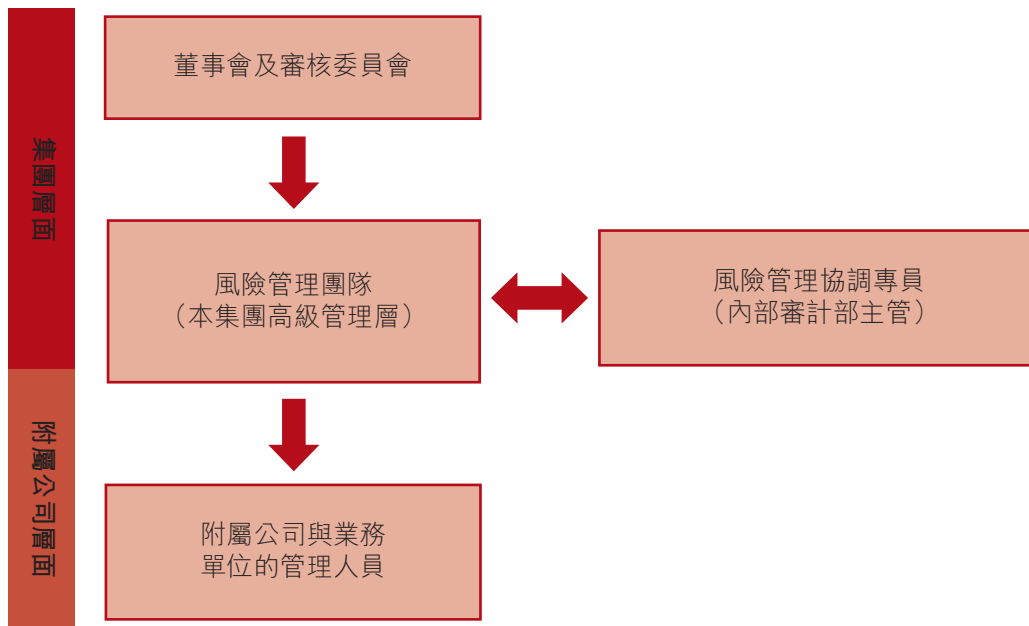 集團層面
董事會及審核委員會
風險管理團隊
（本集團高級管理層）
風險管理協調專員
（內部審計部主管）
附屬公司層面
附屬公司與業務
單位的管理人員